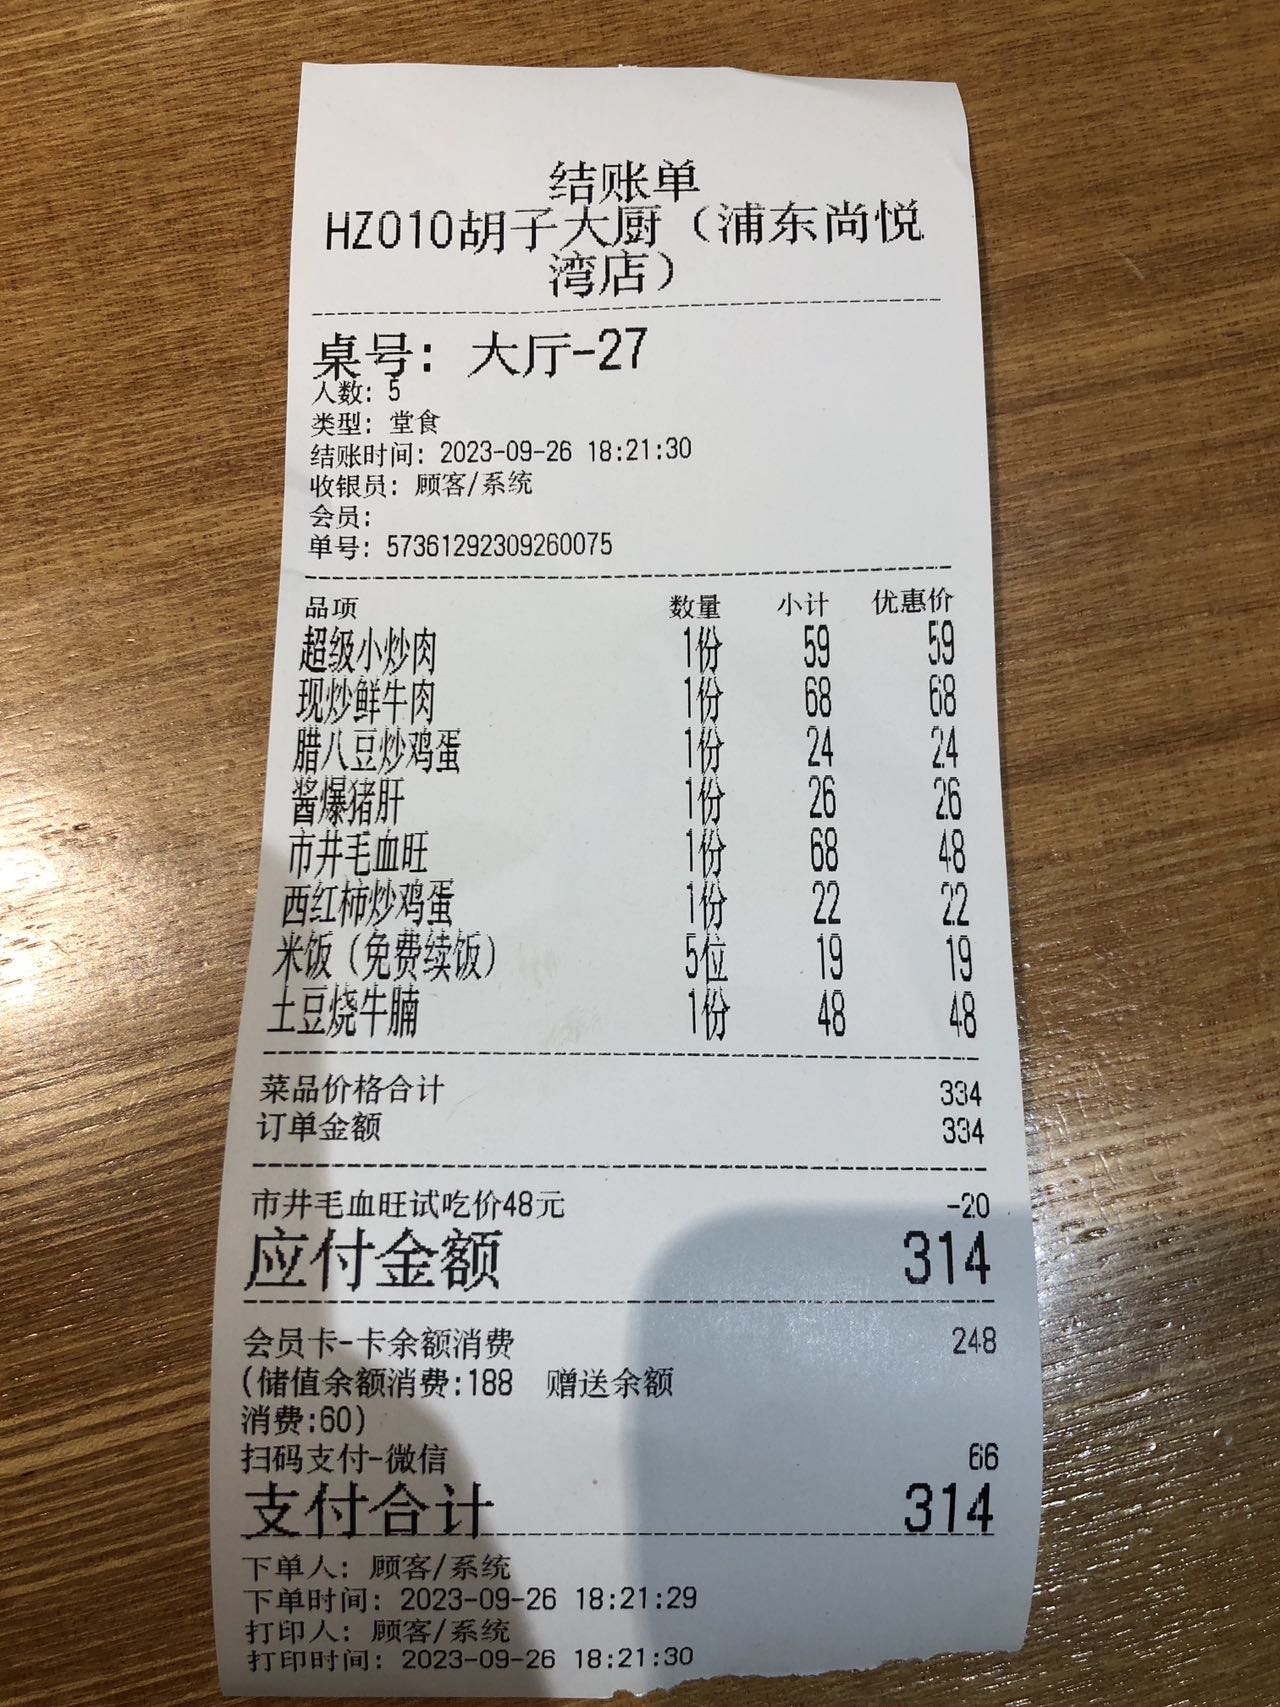 结账单
HZ010胡子大厨（浦东尚悦
湾店）
桌号： 大厅-27
人数: 5
类型: 堂食
结账时间: 2023-09-26 18:21:30
收银员: 顾客/系统
会员:
单号: 573612923092600​75
品项 数量 小计 优惠价
超级小炒肉 1份 59 59
现炒鲜牛肉 1份 68 68
腊八豆炒鸡蛋 1份 24 24
酱爆猪肝 1份 26 26
市井毛血旺 1份 68 48
西红柿炒鸡蛋 1份 22 22
米饭（免费续饭） 5位 19 19
土豆烧牛腩 1份 48 48
菜品价格合计 334
订单金额 334
市井毛血旺试吃价48元 -20
应付金额 314
会员卡-卡余额消费 248
(储值余额消费:188 赠送余额
消费:60)
扫码支付-微信 66
支付合计 314
下单人: 顾客/系统
下单时间: 2023-09-26 18:21:29
打印人: 顾客/系统
打印时间: 2023-09-26 18:21:30